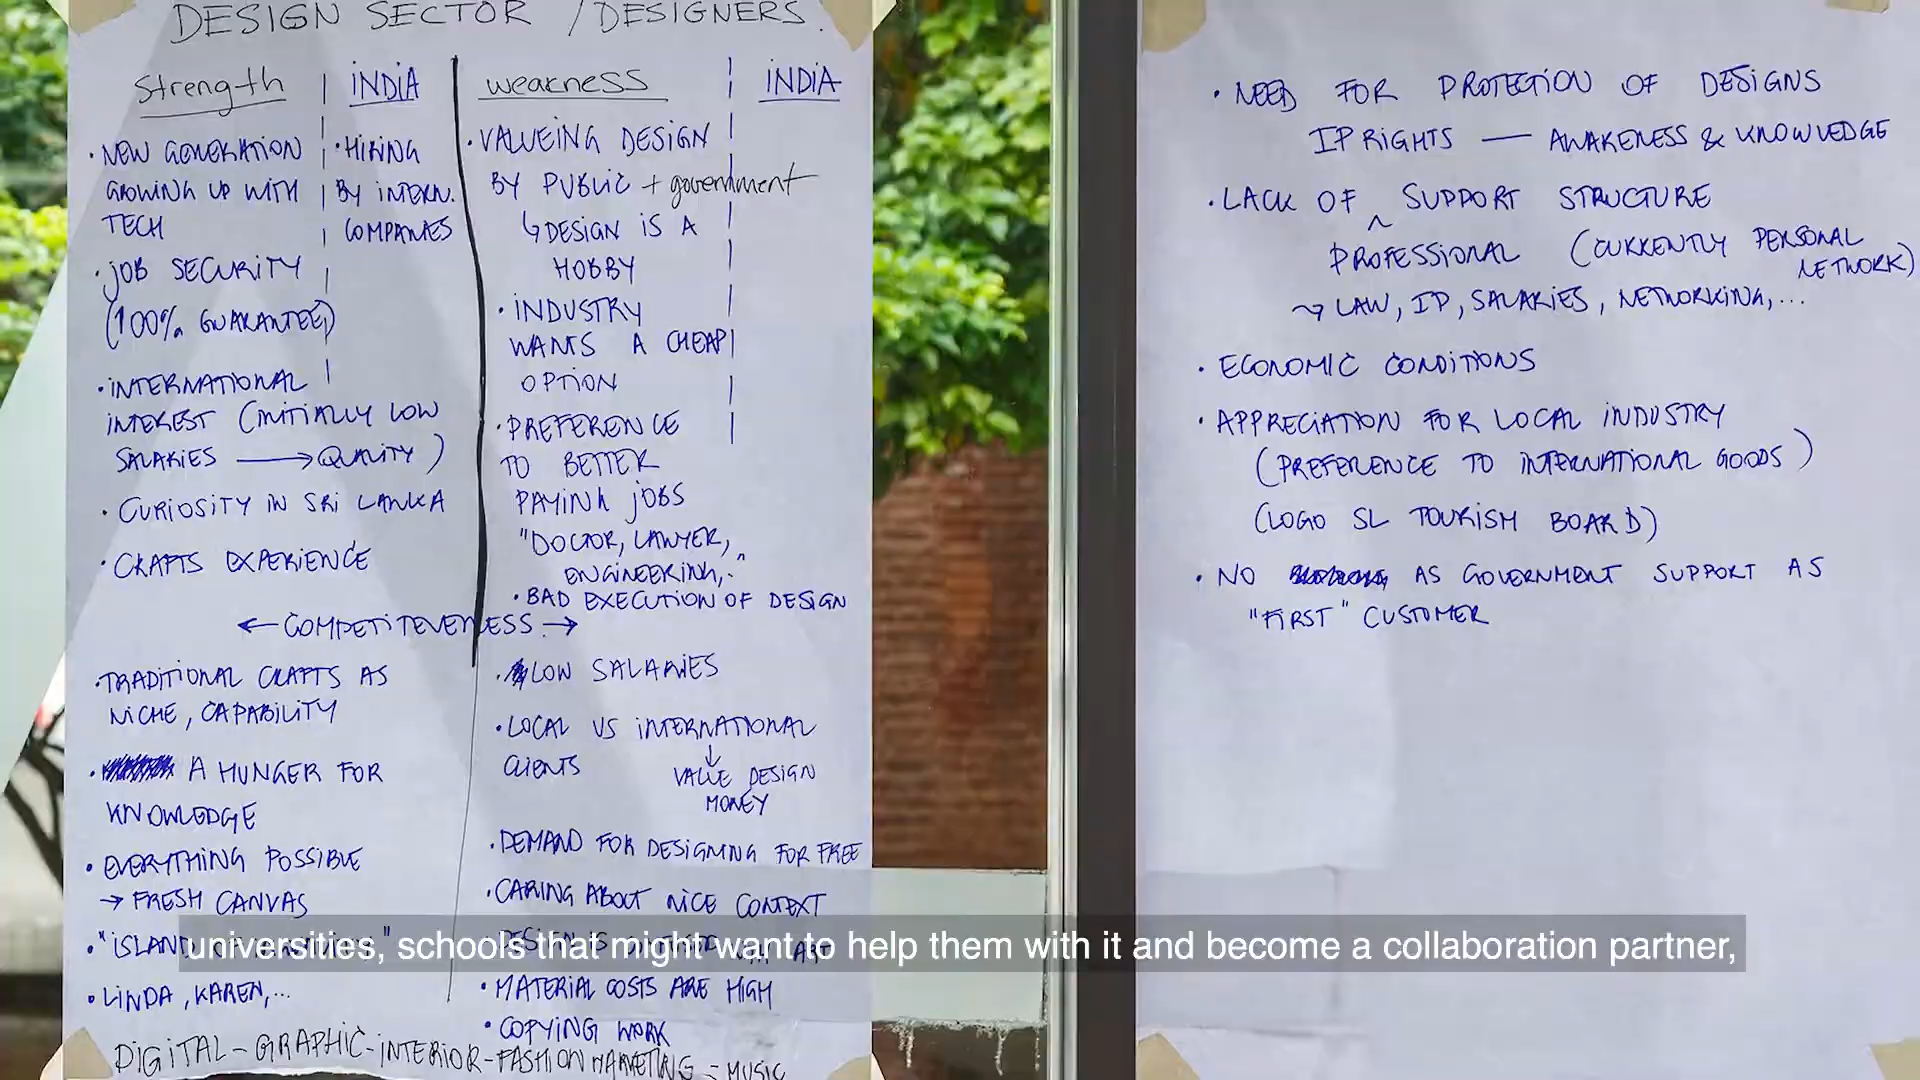 DESIGN SECTOR / DESIGNERS.
Strength
INDIA
• NEW GENERATION
GROWING UP WITH
TECH
• JOB SECURITY
(100% GUARANTEED)
• INTERNATIONAL
INTEREST (INITIALLY LOW
SALARIES → QUALITY)
• CURIOSITY IN SRI LANKA
• CRAFTS EXPERIENCE
• HIRING
BY INTERN.
COMPANIES
← COMPETITEVENESS →
• TRADITIONAL CRAFTS AS
NICHE, CAPABILITY
• A HUNGER FOR
KNOWLEDGE
• EVERYTHING POSSIBLE
→ FRESH CANVAS
• "ISLAND
• LINDA, KAREN,...
weakness
INDIA
• VALUEING DESIGN
BY PUBLIC + government
↳ DESIGN IS A
HOBBY
• INDUSTRY
WANTS A CHEAP
OPTION
• PREFERENCE
TO BETTER
PAYING JOBS
"DOCTOR, LAWYER,
ENGINEERING,.."
• BAD EXECUTION OF DESIGN
• LOW SALARIES
• LOCAL VS INTERNATIONAL
CLIENTS
↓
VALUE DESIGN
MONEY
• DEMAND FOR DESIGNING FOR FREE
• CARING ABOUT NICE CONTEXT
• MATERIAL COSTS ARE HIGH
• COPYING WORK
DIGITAL - GRAPHIC - INTERIOR - FASHION MARKETING - MUSIC
• NEED FOR PROTECTION OF DESIGNS
IP RIGHTS — AWARENESS & KNOWLEDGE
• LACK OF ^ SUPPORT STRUCTURE
PROFESSIONAL (CURRENTLY PERSONAL
NETWORK)
↝ LAW, IP, SALARIES, NETWORKING,...
• ECONOMIC CONDITIONS
• APPRECIATION FOR LOCAL INDUSTRY
(PREFERENCE TO INTERNATIONAL GOODS)
(LOGO SL TOURISM BOARD)
• NO AS GOVERNMENT SUPPORT AS
"FIRST" CUSTOMER
universities, schools that might want to help them with it and become a collaboration partner,